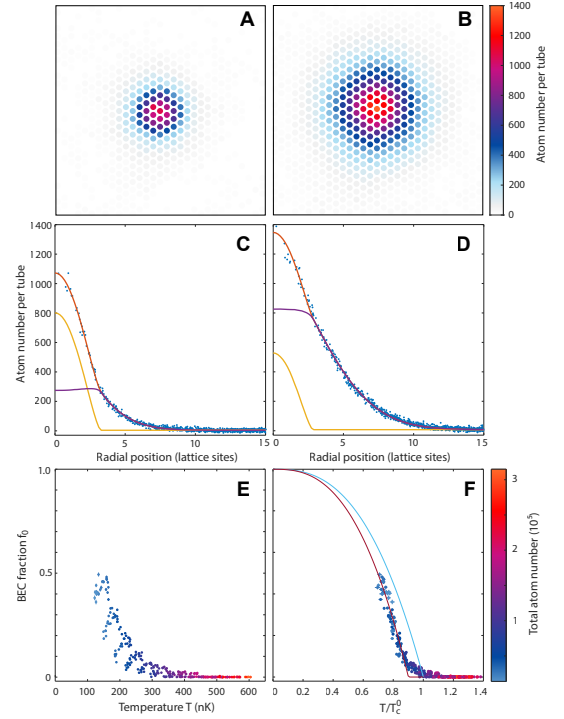 A
B
1400
1200
1000
800
600
400
200
0
Atom number per tube
C
D
1400
1200
1000
800
600
400
200
0
Atom number per tube
0 5 10 15
0 5 10 15
Radial position (lattice sites)
Radial position (lattice sites)
E
F
1.0
0.5
0
BEC fraction f₀
0 100 200 300 400 500 600
0 0.2 0.4 0.6 0.8 1 1.2 1.4
Temperature T (nK)
T/T_c^0
3
2
1
Total atom number (10⁵)